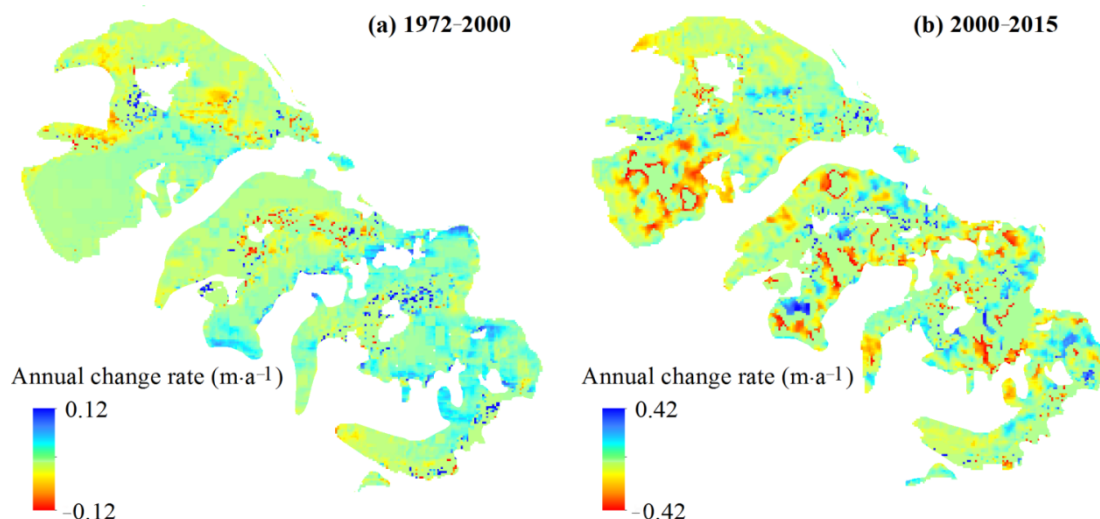 (a) 1972–2000
(b) 2000–2015
Annual change rate (m·a⁻¹)
0.12
−0.12
Annual change rate (m·a⁻¹)
0.42
−0.42